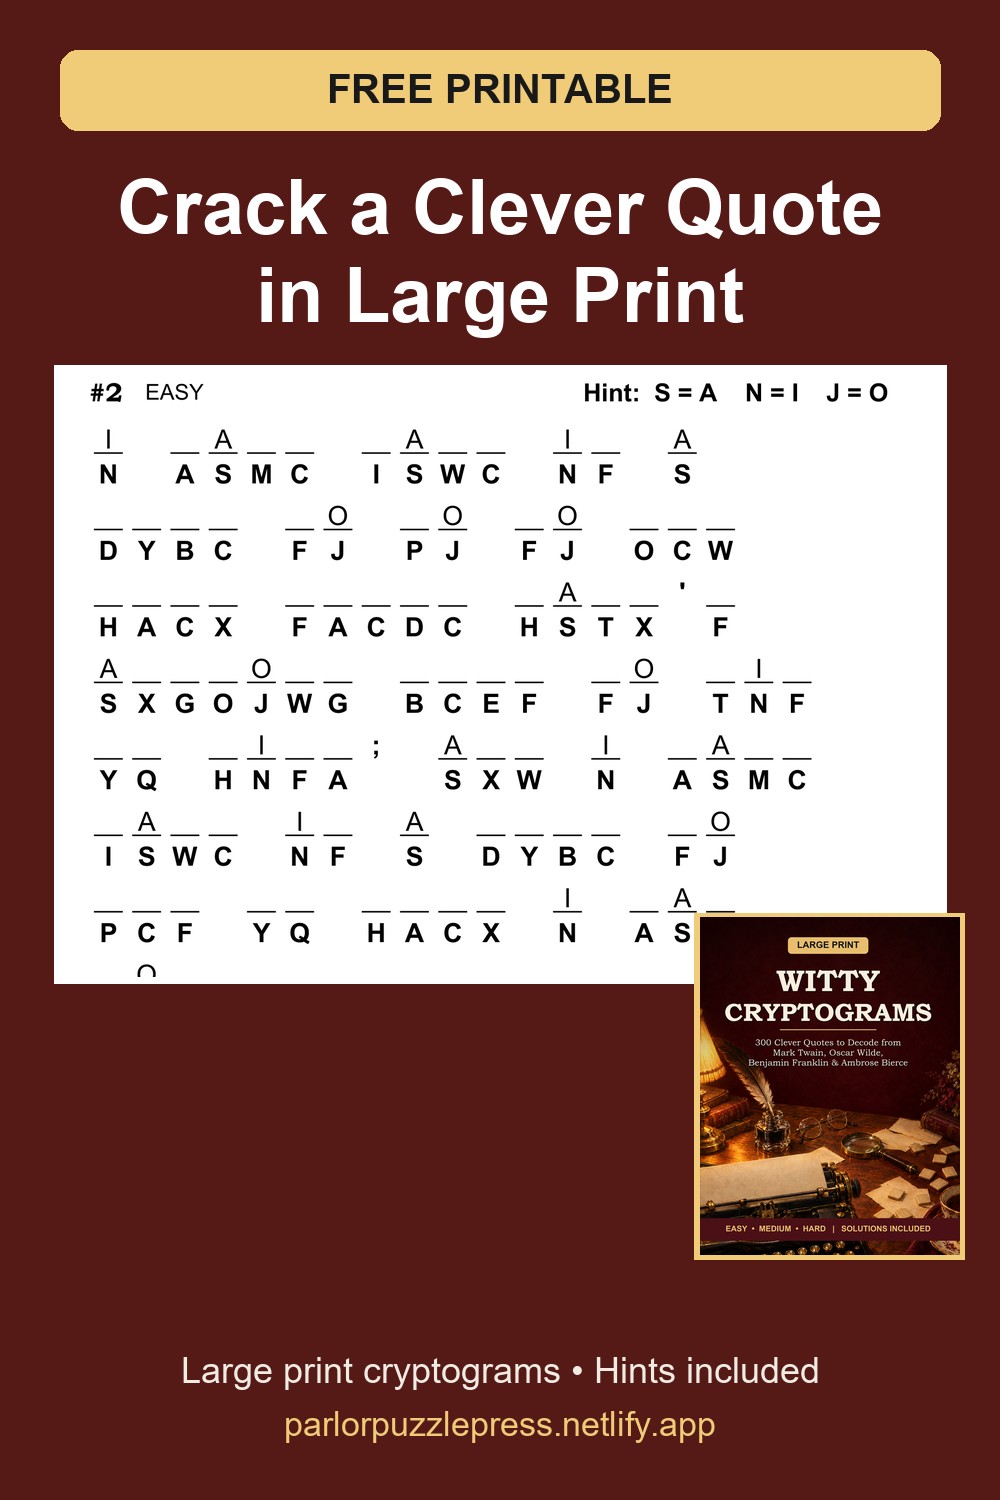 FREE PRINTABLE
Crack a Clever Quote
in Large Print
#2 EASY Hint: S = A N = I J = O
I A A I A
N ASMC ISWC NF S
O O O
DYBC FJ PJ FJ OCW
A '
HACX FACDC HSTX F
A O O I
SXGOJWG BCEF FJ TNF
I ; A I A
YQ HNFA SXW N ASMC
A I A O
ISWC NF S DYBC FJ
I A
PCF YQ HACX N AS
O
LARGE PRINT
WITTY
CRYPTOGRAMS
300 Clever Quotes to Decode from
Mark Twain, Oscar Wilde,
Benjamin Franklin & Ambrose Bierce
EASY • MEDIUM • HARD | SOLUTIONS INCLUDED
Large print cryptograms • Hints included
parlorpuzzlepress.netlify.app